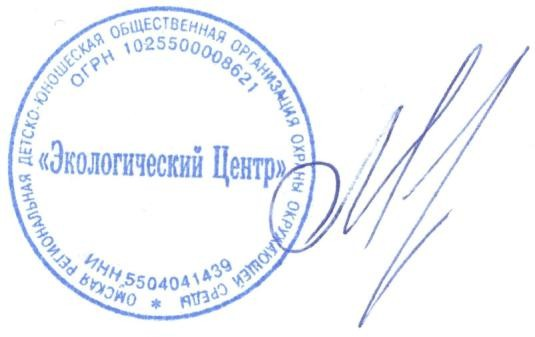 ОМСКАЯ РЕГИОНАЛЬНАЯ ДЕТСКО-ЮНОШЕСКАЯ ОБЩЕСТВЕННАЯ ОРГАНИЗАЦИЯ ОХРАНЫ ОКРУЖАЮЩЕЙ СРЕДЫ *
ОГРН 1025500008621
«Экологический Центр»
ИНН 5504041439